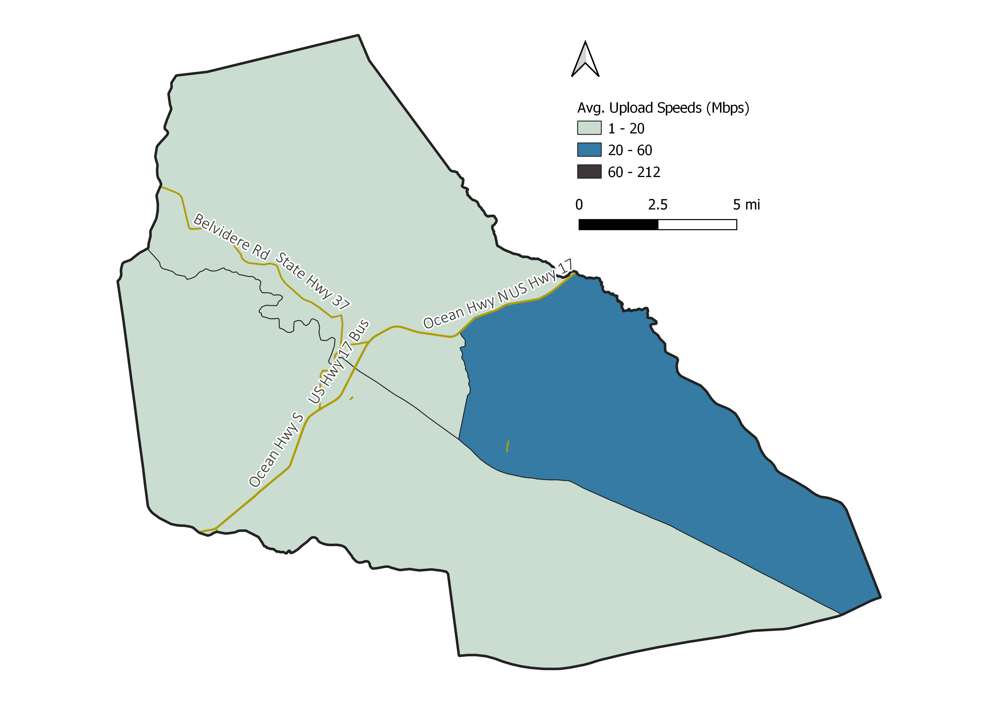 Avg. Upload Speeds (Mbps)
1 - 20
20 - 60
60 - 212
0 2.5 5 mi
Belvidere Rd
State Hwy 37
Ocean Hwy N
US Hwy 17
US Hwy 17 Bus
Ocean Hwy S